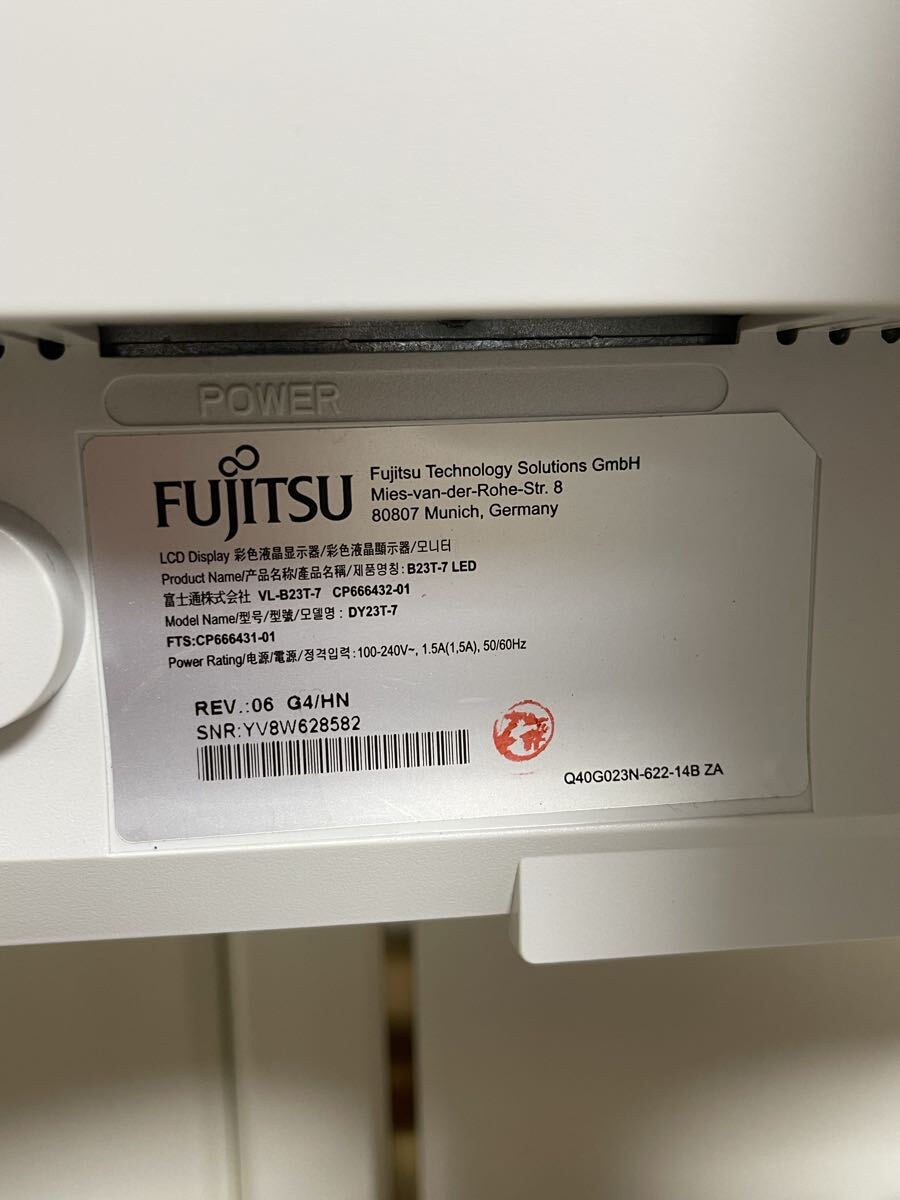 POWER
FUJITSU
Fujitsu Technology Solutions GmbH
Mies-van-der-Rohe-Str. 8
80807 Munich, Germany
LCD Display 彩色液晶显示器/彩色液晶顯示器/모니터
Product Name/产品名称/產品名稱/제품명칭: B23T-7 LED
富士通株式会社 VL-B23T-7 CP666432-01
Model Name/型号/型號/모델명 : DY23T-7
FTS:CP666431-01
Power Rating/电源/電源/정격입력:100-240V~, 1.5A(1,5A), 50/60Hz
REV.:06 G4/HN
SNR:YV8W628582
Q40G023N-622-14B ZA